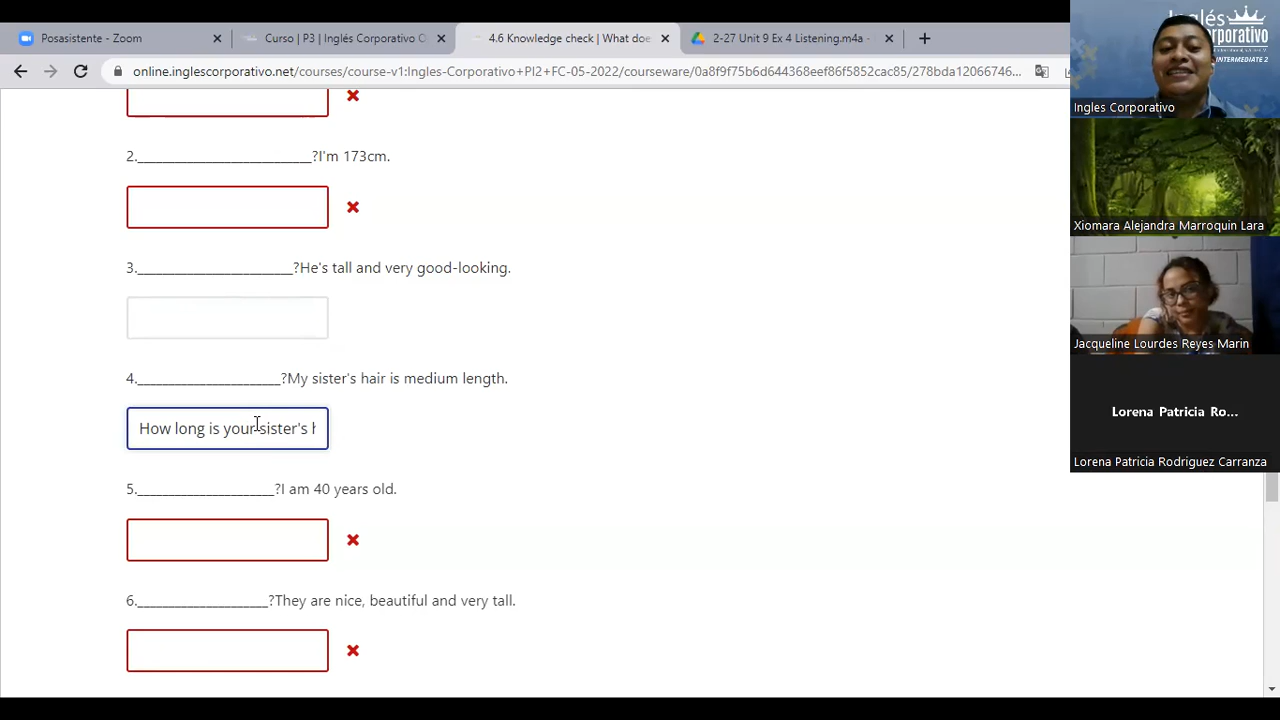 Posasistente - Zoom
Curso | P3 | Inglés Corporativo O
4.6 Knowledge check | What doe
2-27 Unit 9 Ex 4 Listening.m4a
online.inglescorporativo.net/courses/course-v1:Ingles-Corporativo+PI2+FC-05-2022/courseware/0a8f9f75b6d644368eef86f5852cac85/278bda12066746...
2.________________________?I'm 173cm.
3.______________________?He's tall and very good-looking.
4.____________________?My sister's hair is medium length.
How long is your sister's h
5.___________________?I am 40 years old.
6.__________________?They are nice, beautiful and very tall.
Inglés
orporativo
INTERMEDIATE 2
Ingles Corporativo
Xiomara Alejandra Marroquin Lara
Jacqueline Lourdes Reyes Marin
Lorena Patricia Ro...
Lorena Patricia Rodriguez Carranza